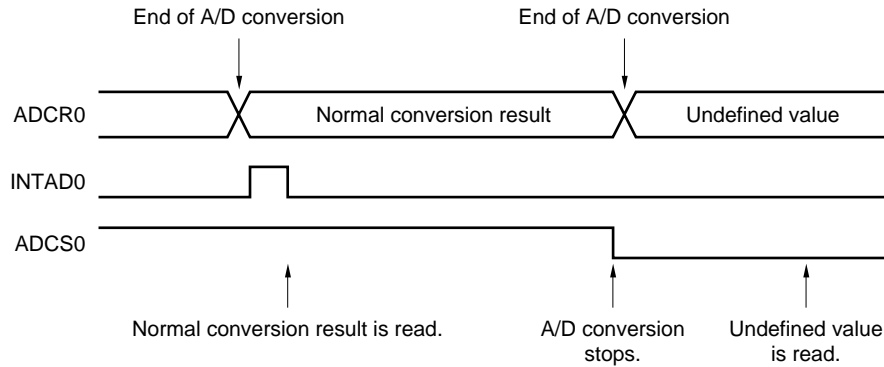 End of A/D conversion
End of A/D conversion
ADCR0
Normal conversion result
Undefined value
INTAD0
ADCS0
Normal conversion result is read.
A/D conversion
stops.
Undefined value
is read.